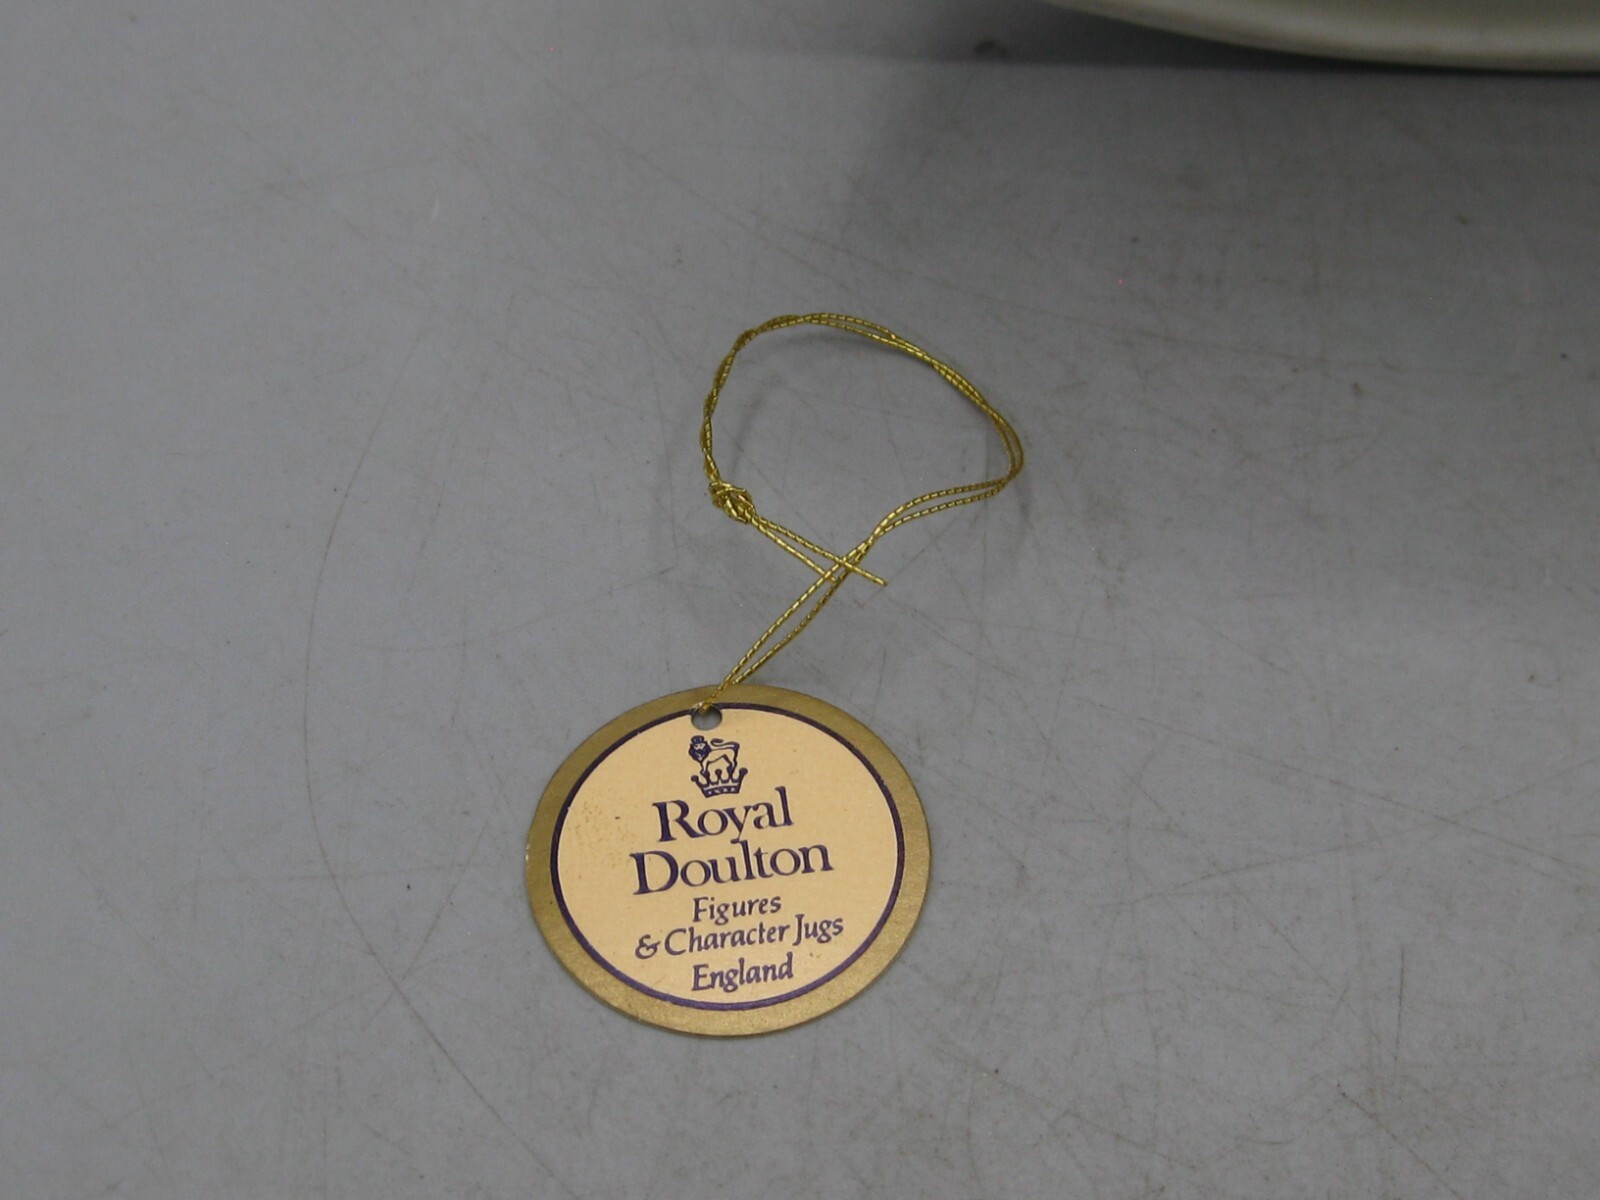 Royal
Doulton
Figures
& Character Jugs
England